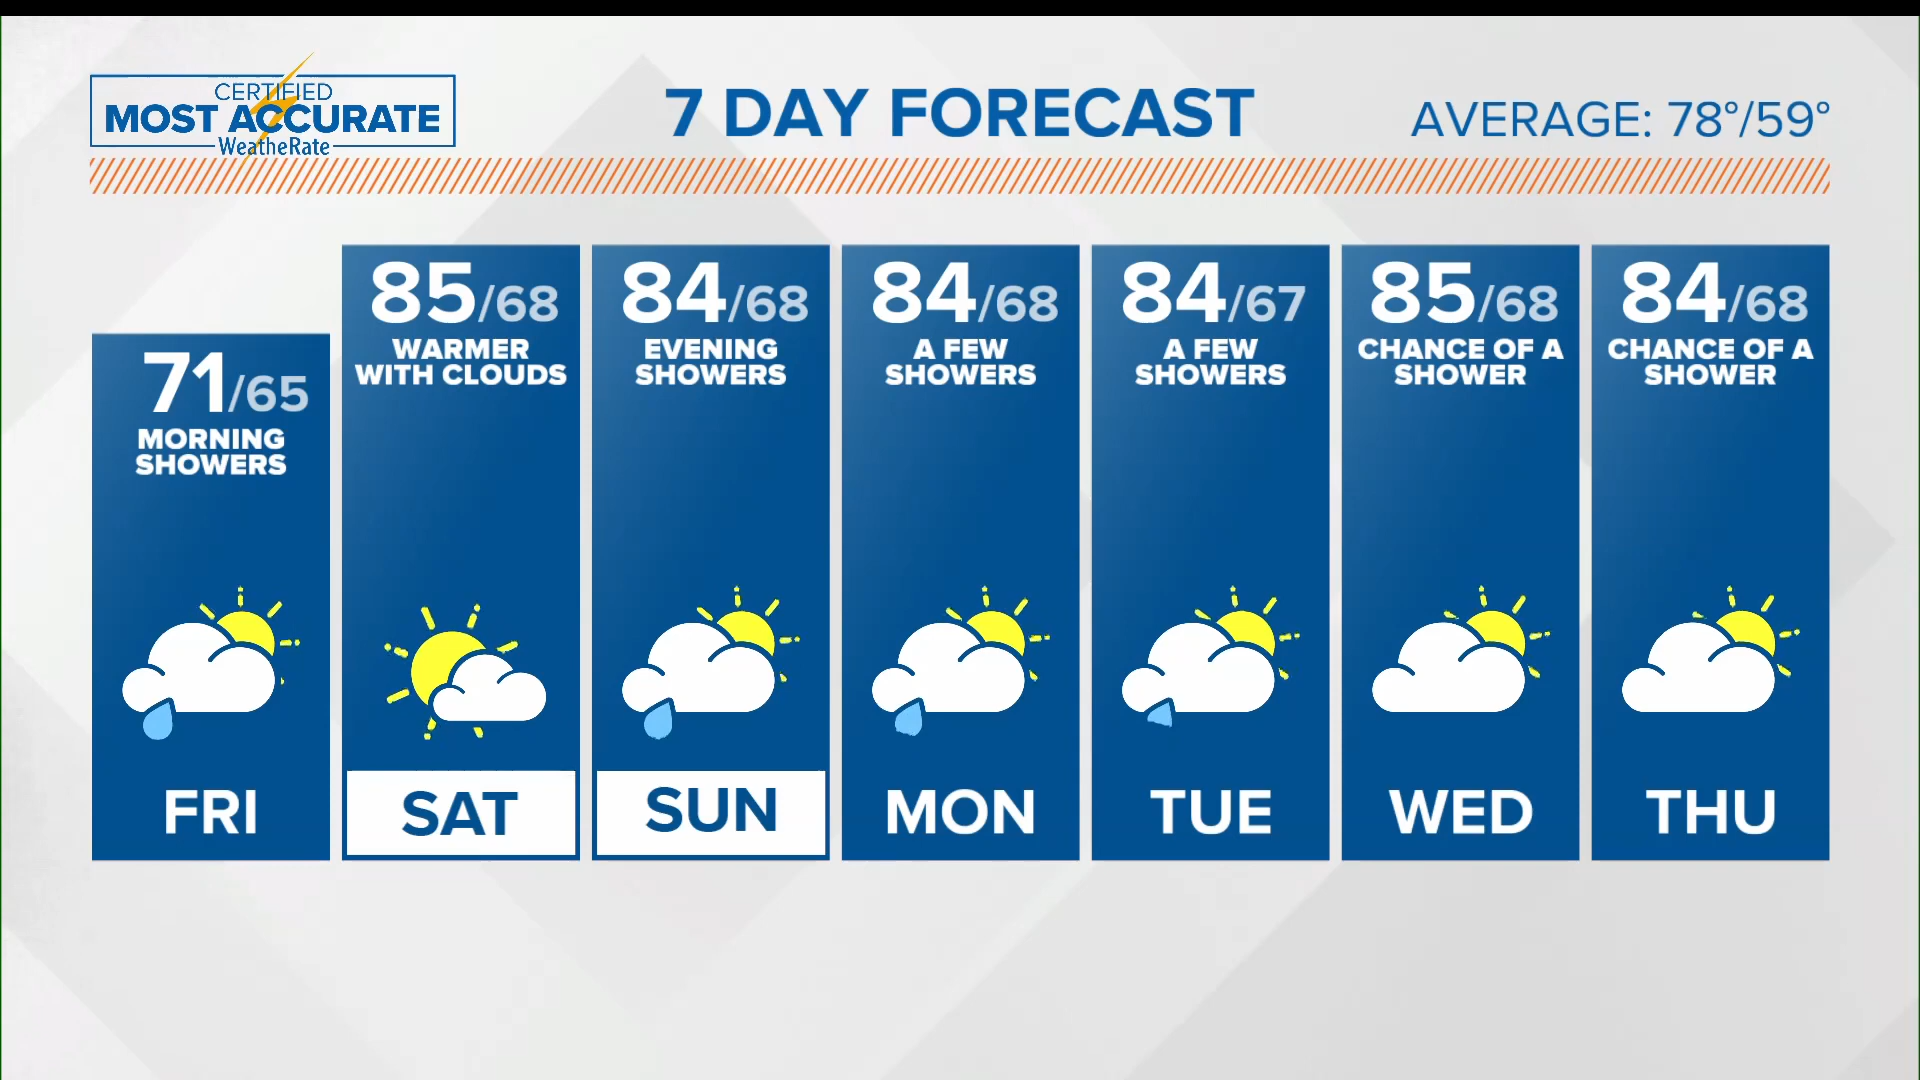 CERTIFIED
MOST ACCURATE
WeatheRate
7 DAY FORECAST
AVERAGE: 78°/59°
71/65
MORNING
SHOWERS
FRI
85/68
WARMER
WITH CLOUDS
SAT
84/68
EVENING
SHOWERS
SUN
84/68
A FEW
SHOWERS
MON
84/67
A FEW
SHOWERS
TUE
85/68
CHANCE OF A
SHOWER
WED
84/68
CHANCE OF A
SHOWER
THU